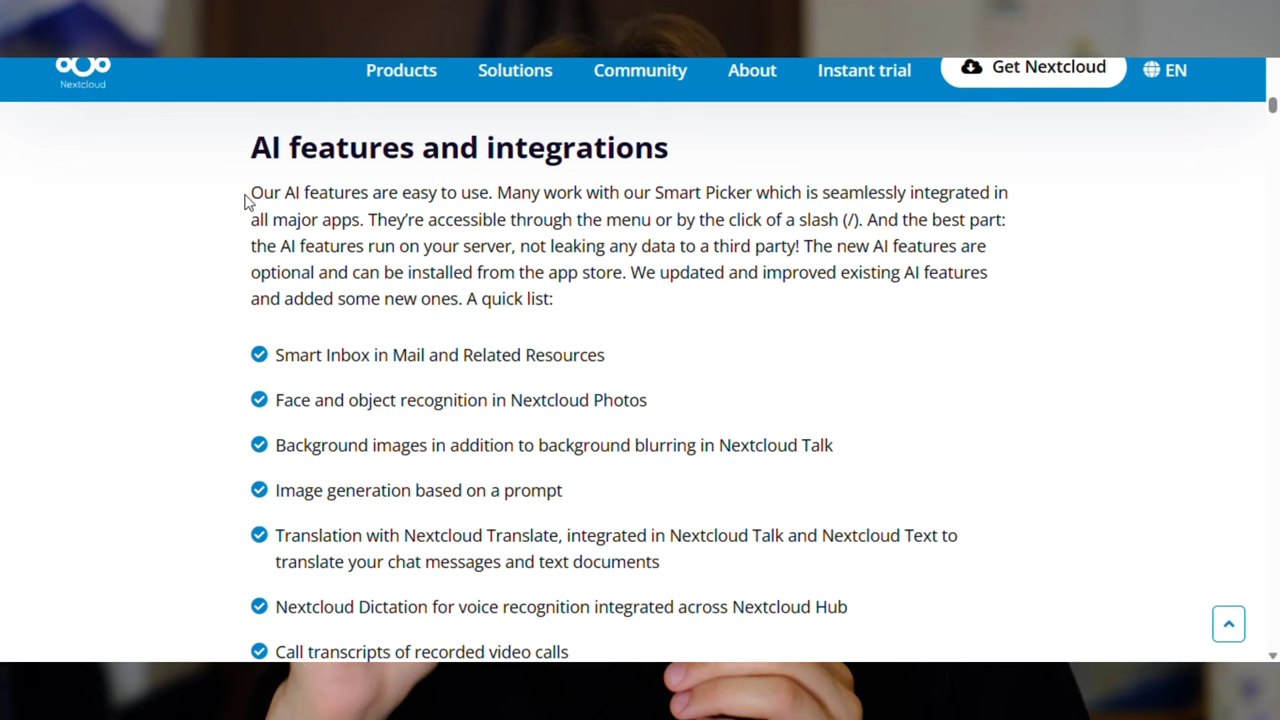 Nextcloud
Products
Solutions
Community
About
Instant trial
Get Nextcloud
EN
AI features and integrations
Our AI features are easy to use. Many work with our Smart Picker which is seamlessly integrated in
all major apps. They’re accessible through the menu or by the click of a slash (/). And the best part:
the AI features run on your server, not leaking any data to a third party! The new AI features are
optional and can be installed from the app store. We updated and improved existing AI features
and added some new ones. A quick list:
Smart Inbox in Mail and Related Resources
Face and object recognition in Nextcloud Photos
Background images in addition to background blurring in Nextcloud Talk
Image generation based on a prompt
Translation with Nextcloud Translate, integrated in Nextcloud Talk and Nextcloud Text to
translate your chat messages and text documents
Nextcloud Dictation for voice recognition integrated across Nextcloud Hub
Call transcripts of recorded video calls